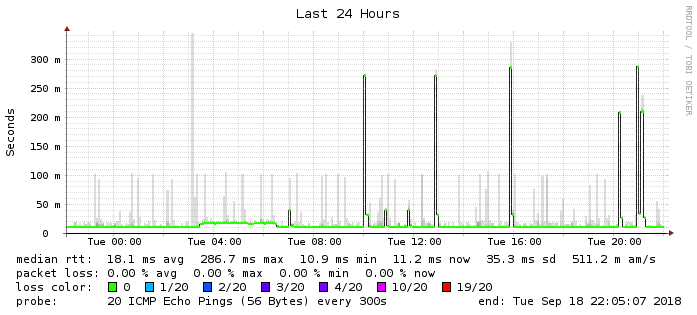 Last 24 Hours
RRDTOOL / TOBI OETIKER
Seconds
300 m
250 m
200 m
150 m
100 m
50 m
0
Tue 00:00 Tue 04:00 Tue 08:00 Tue 12:00 Tue 16:00 Tue 20:00
median rtt: 18.1 ms avg 286.7 ms max 10.9 ms min 11.2 ms now 35.3 ms sd 511.2 m am/s
packet loss: 0.00 % avg 0.00 % max 0.00 % min 0.00 % now
loss color: 0 1/20 2/20 3/20 4/20 10/20 19/20
probe: 20 ICMP Echo Pings (56 Bytes) every 300s end: Tue Sep 18 22:05:07 2018